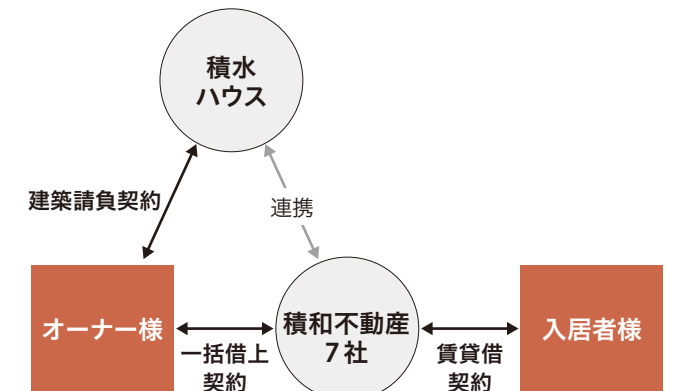 積水
ハウス
建築請負契約
連携
オーナー様
一括借上
契約
積和不動産
7社
賃貸借
契約
入居者様